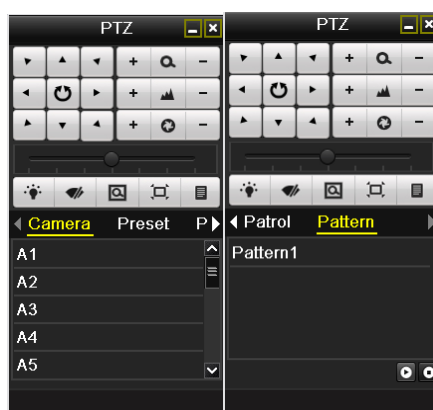 PTZ
Camera Preset P
A1
A2
A3
A4
A5
PTZ
Patrol Pattern
Pattern1